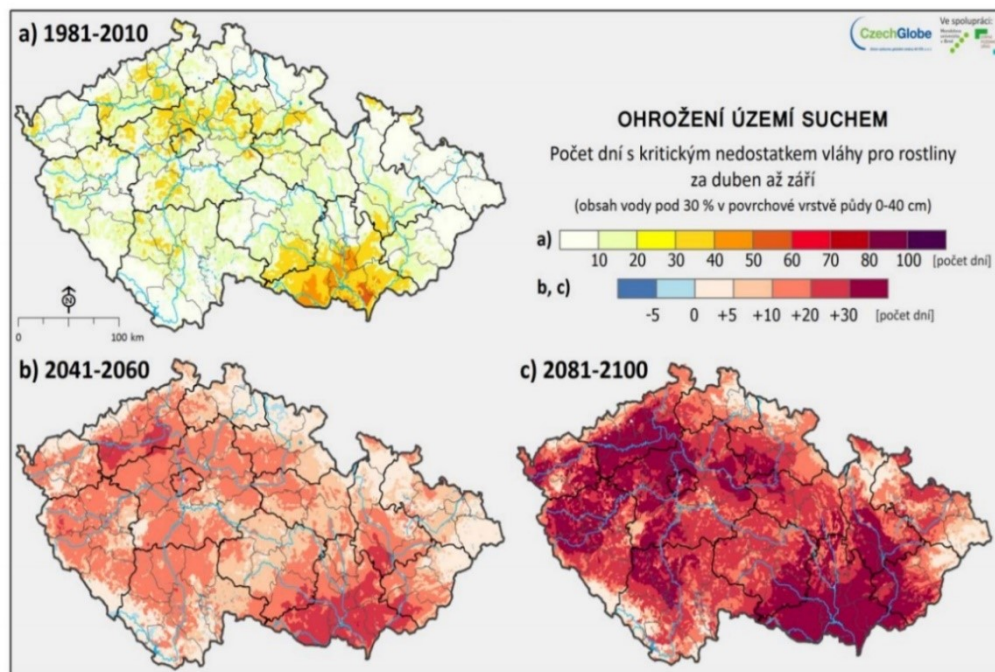 a) 1981-2010
CzechGlobe
Ve spolupráci:
OHROŽENÍ ÚZEMÍ SUCHEM
Počet dní s kritickým nedostatkem vláhy pro rostliny
za duben až září
(obsah vody pod 30 % v povrchové vrstvě půdy 0-40 cm)
a)
10 20 30 40 50 60 70 80 100 [počet dní]
b, c)
-5 0 +5 +10 +20 +30 [počet dní]
N
0 100 km
b) 2041-2060
c) 2081-2100